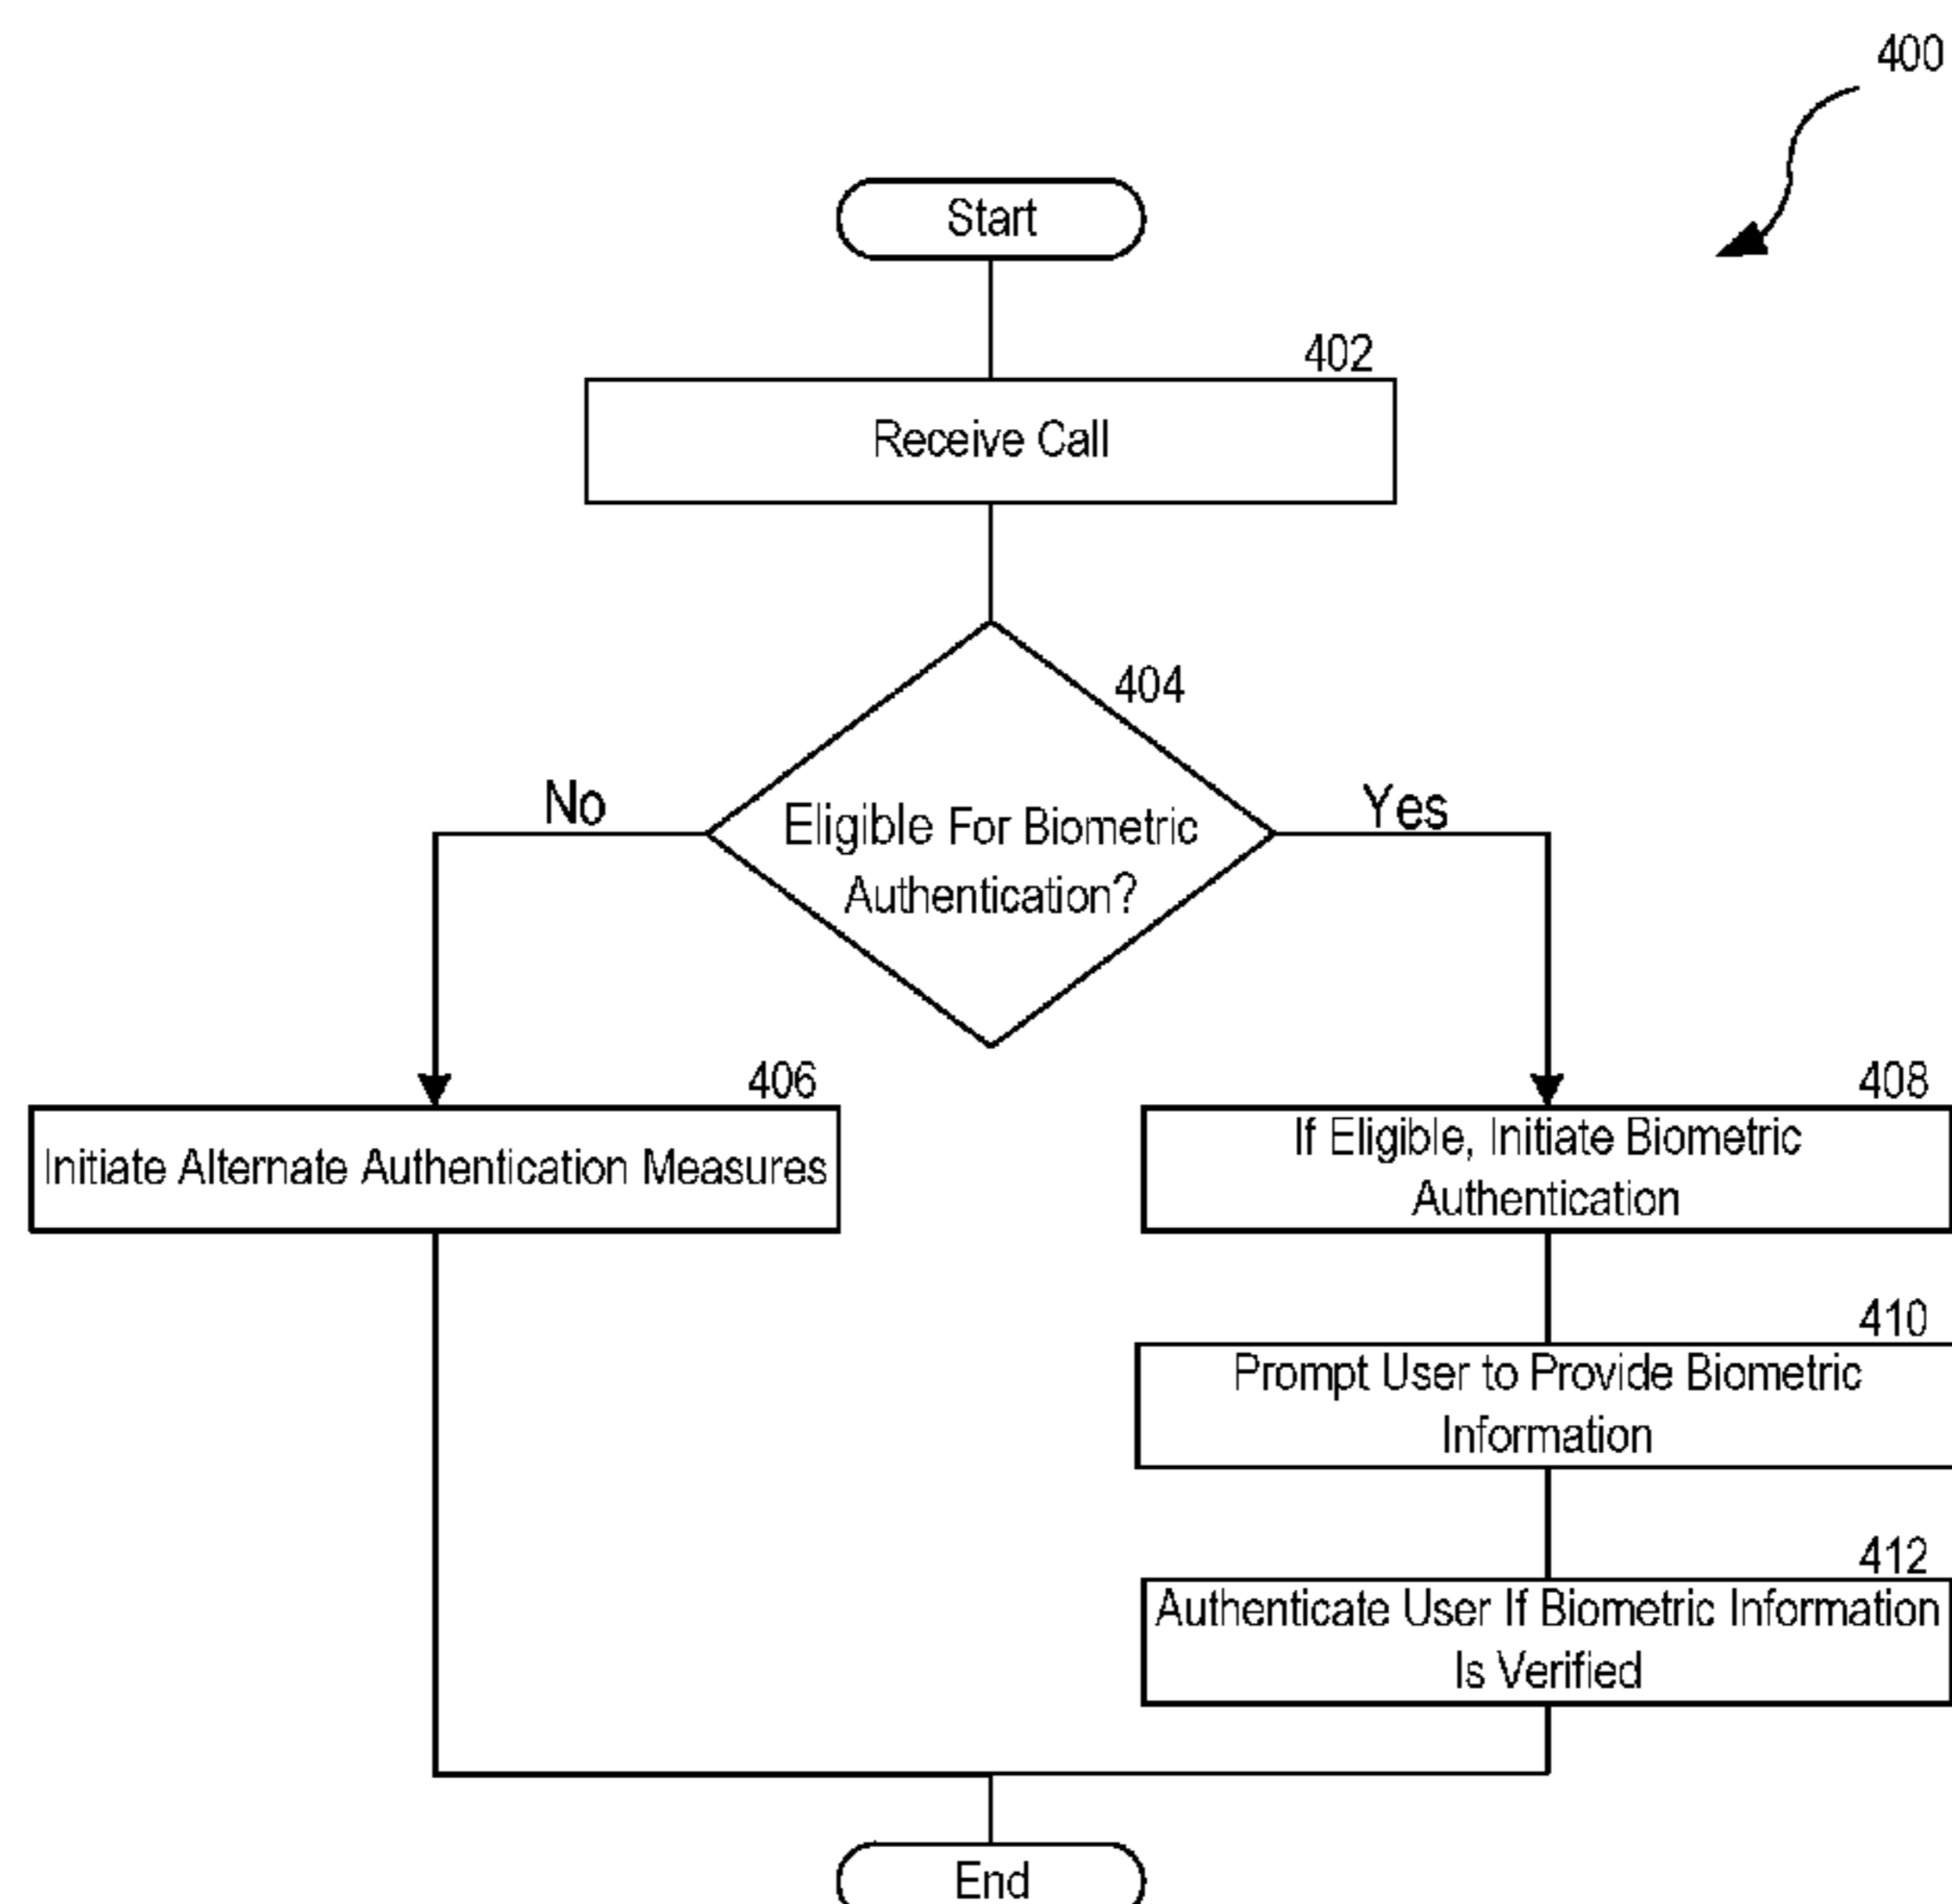 400
Start
402
Receive Call
404
No
Yes
Eligible For Biometric
Authentication?
406
Initiate Alternate Authentication Measures
408
If Eligible, Initiate Biometric
Authentication
410
Prompt User to Provide Biometric
Information
412
Authenticate User If Biometric Information
Is Verified
End